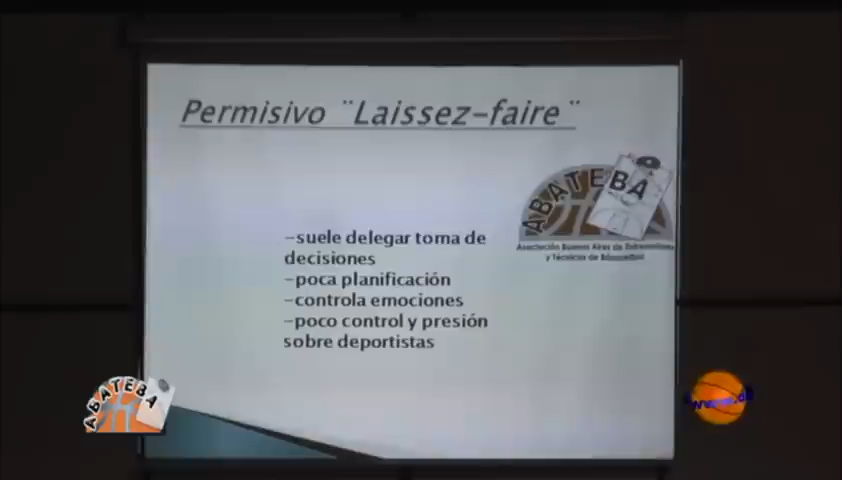 Permisivo ¨Laissez-faire¨
ABATEBA
Asociación Buenos Aires de Entrenadores
y Técnicos de Básquetbol
-suele delegar toma de
decisiones
-poca planificación
-controla emociones
-poco control y presión
sobre deportistas
ABATEBA